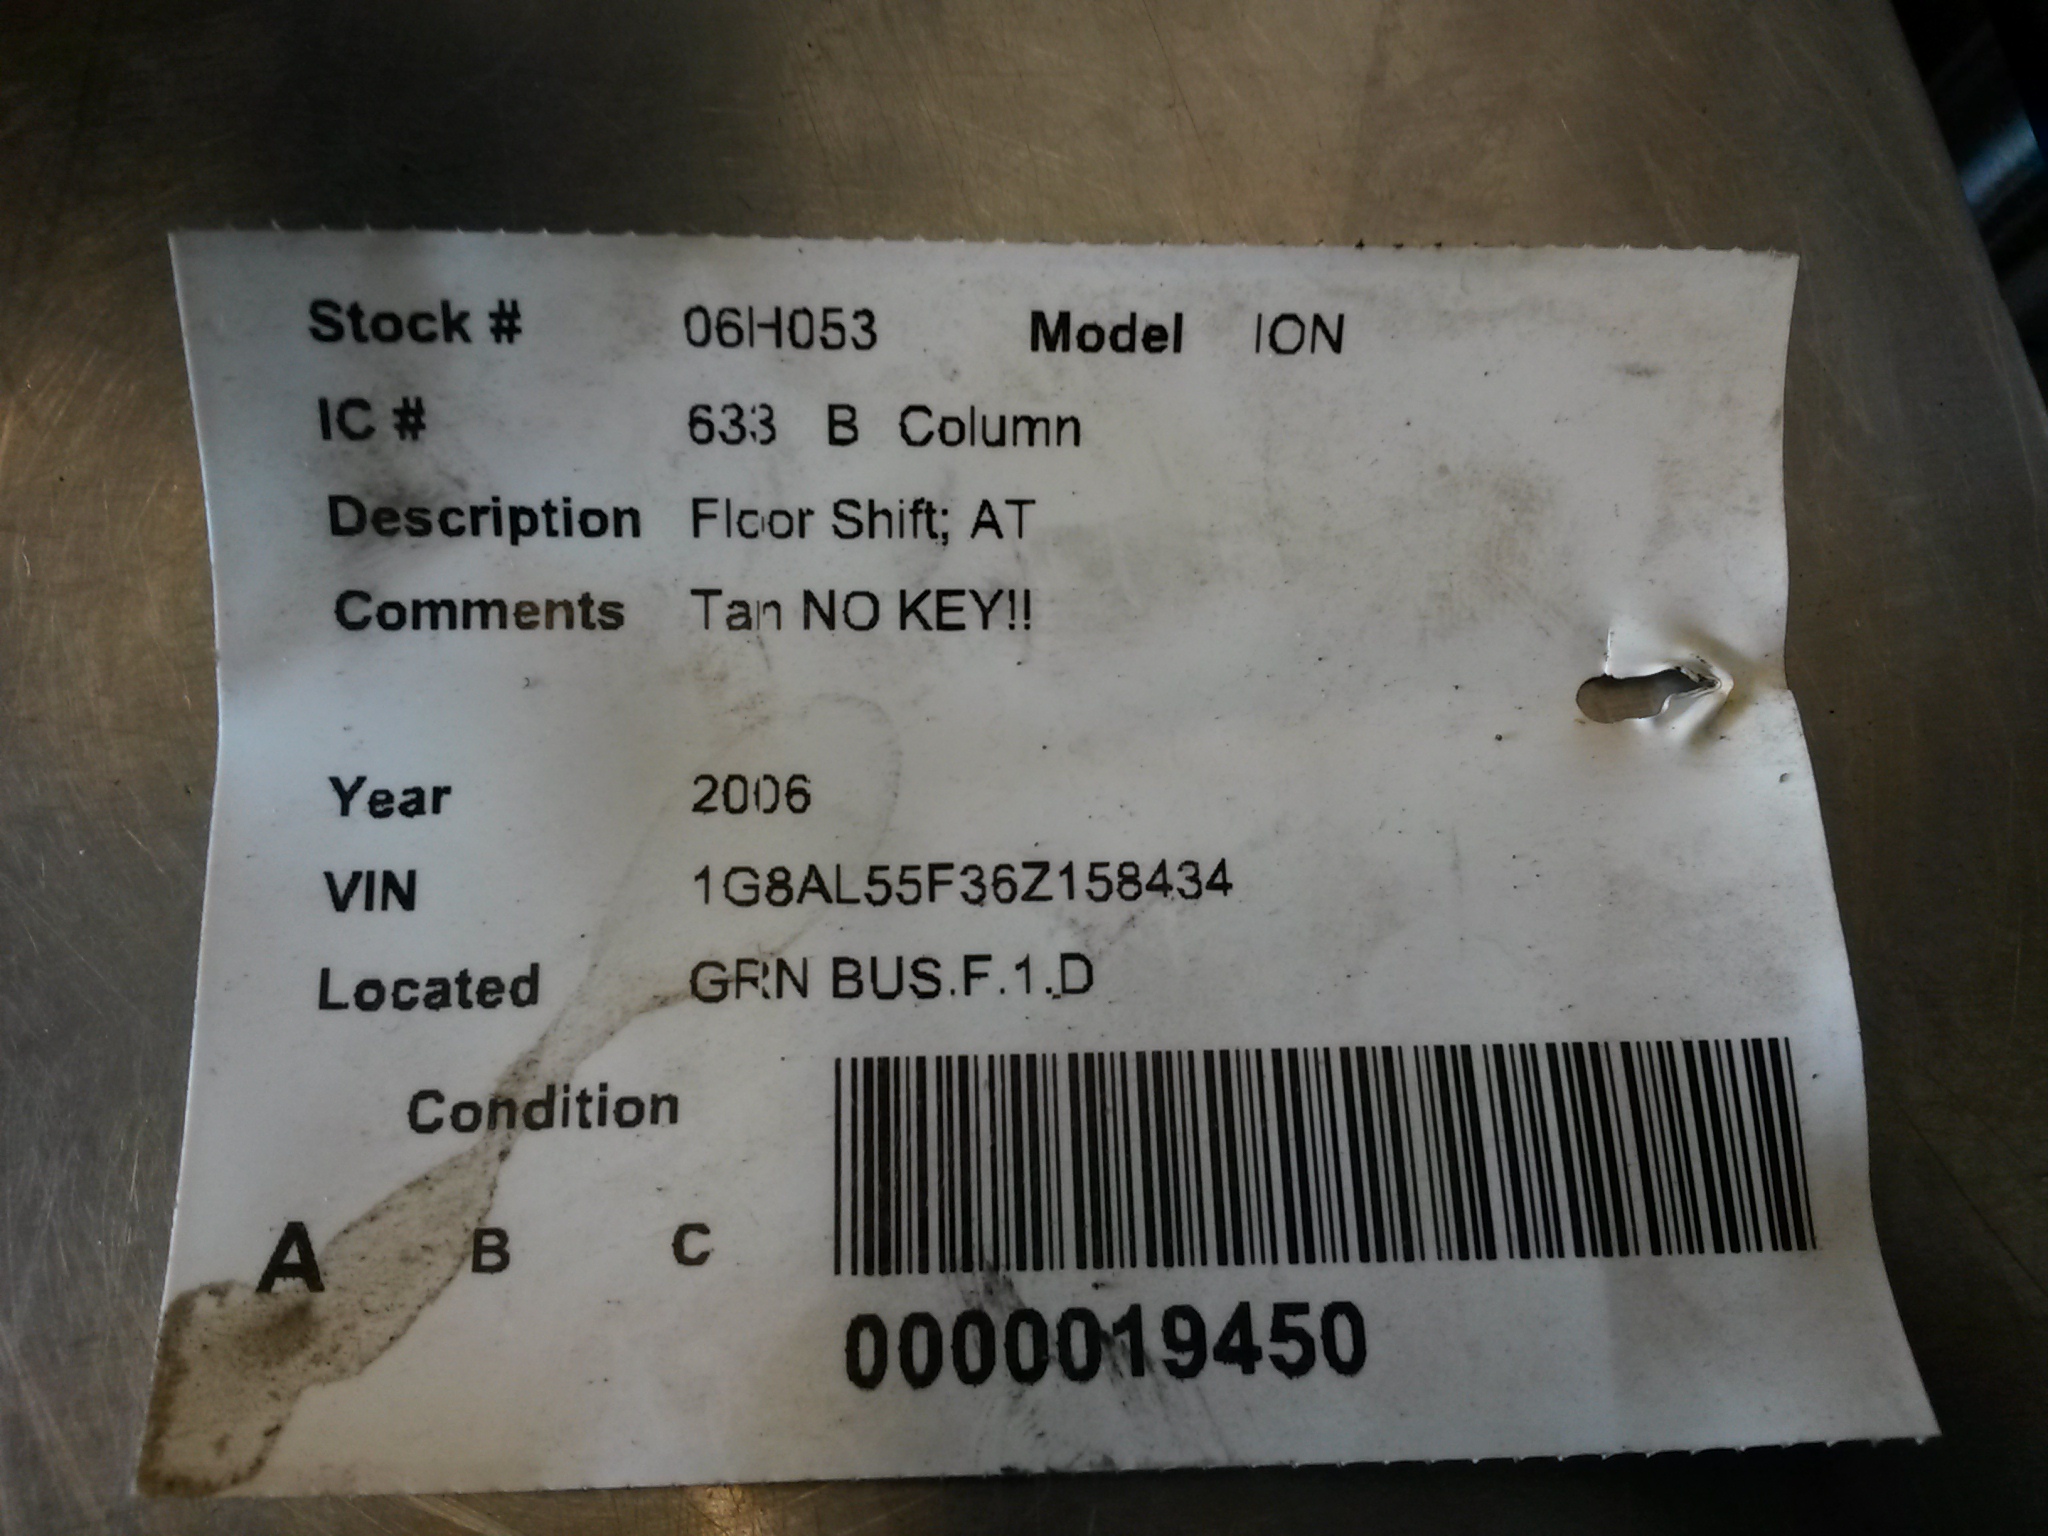 Stock # 06H053 Model ION
IC # 633 B Column
Description Floor Shift; AT
Comments Tan NO KEY!!
Year 2006
VIN 1G8AL55F36Z158434
Located GRN BUS.F.1.D
Condition
A B C
0000019450